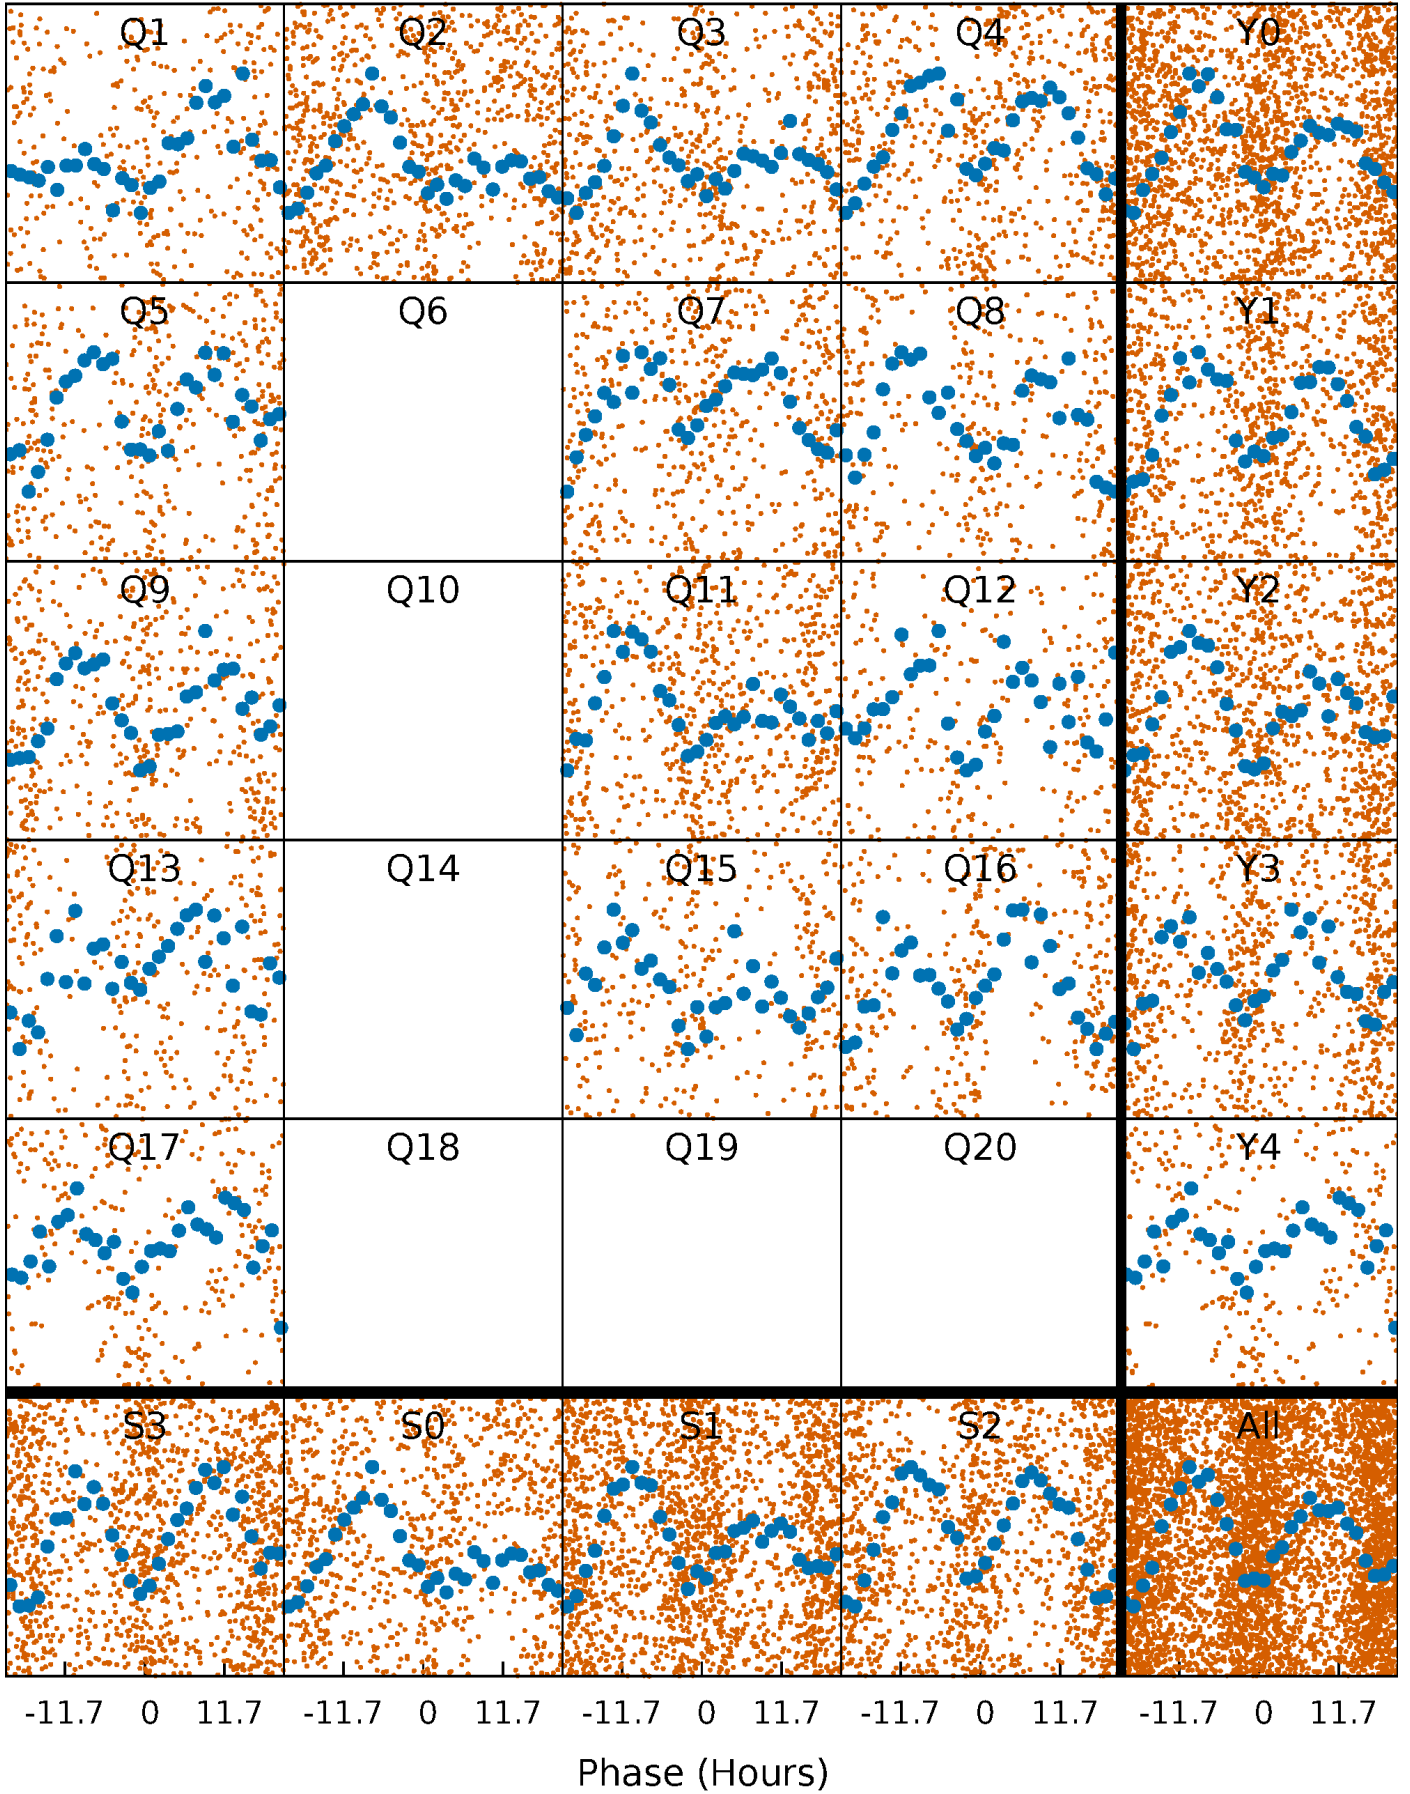 Q1 Q2 Q3 Q4 Y0
Q5 Q6 Q7 Q8 Y1
Q9 Q10 Q11 Q12 Y2
Q13 Q14 Q15 Q16 Y3
Q17 Q18 Q19 Q20 Y4
S3 S0 S1 S2 All
-11.7 0 11.7 -11.7 0 11.7 -11.7 0 11.7 -11.7 0 11.7 -11.7 0 11.7
Phase (Hours)